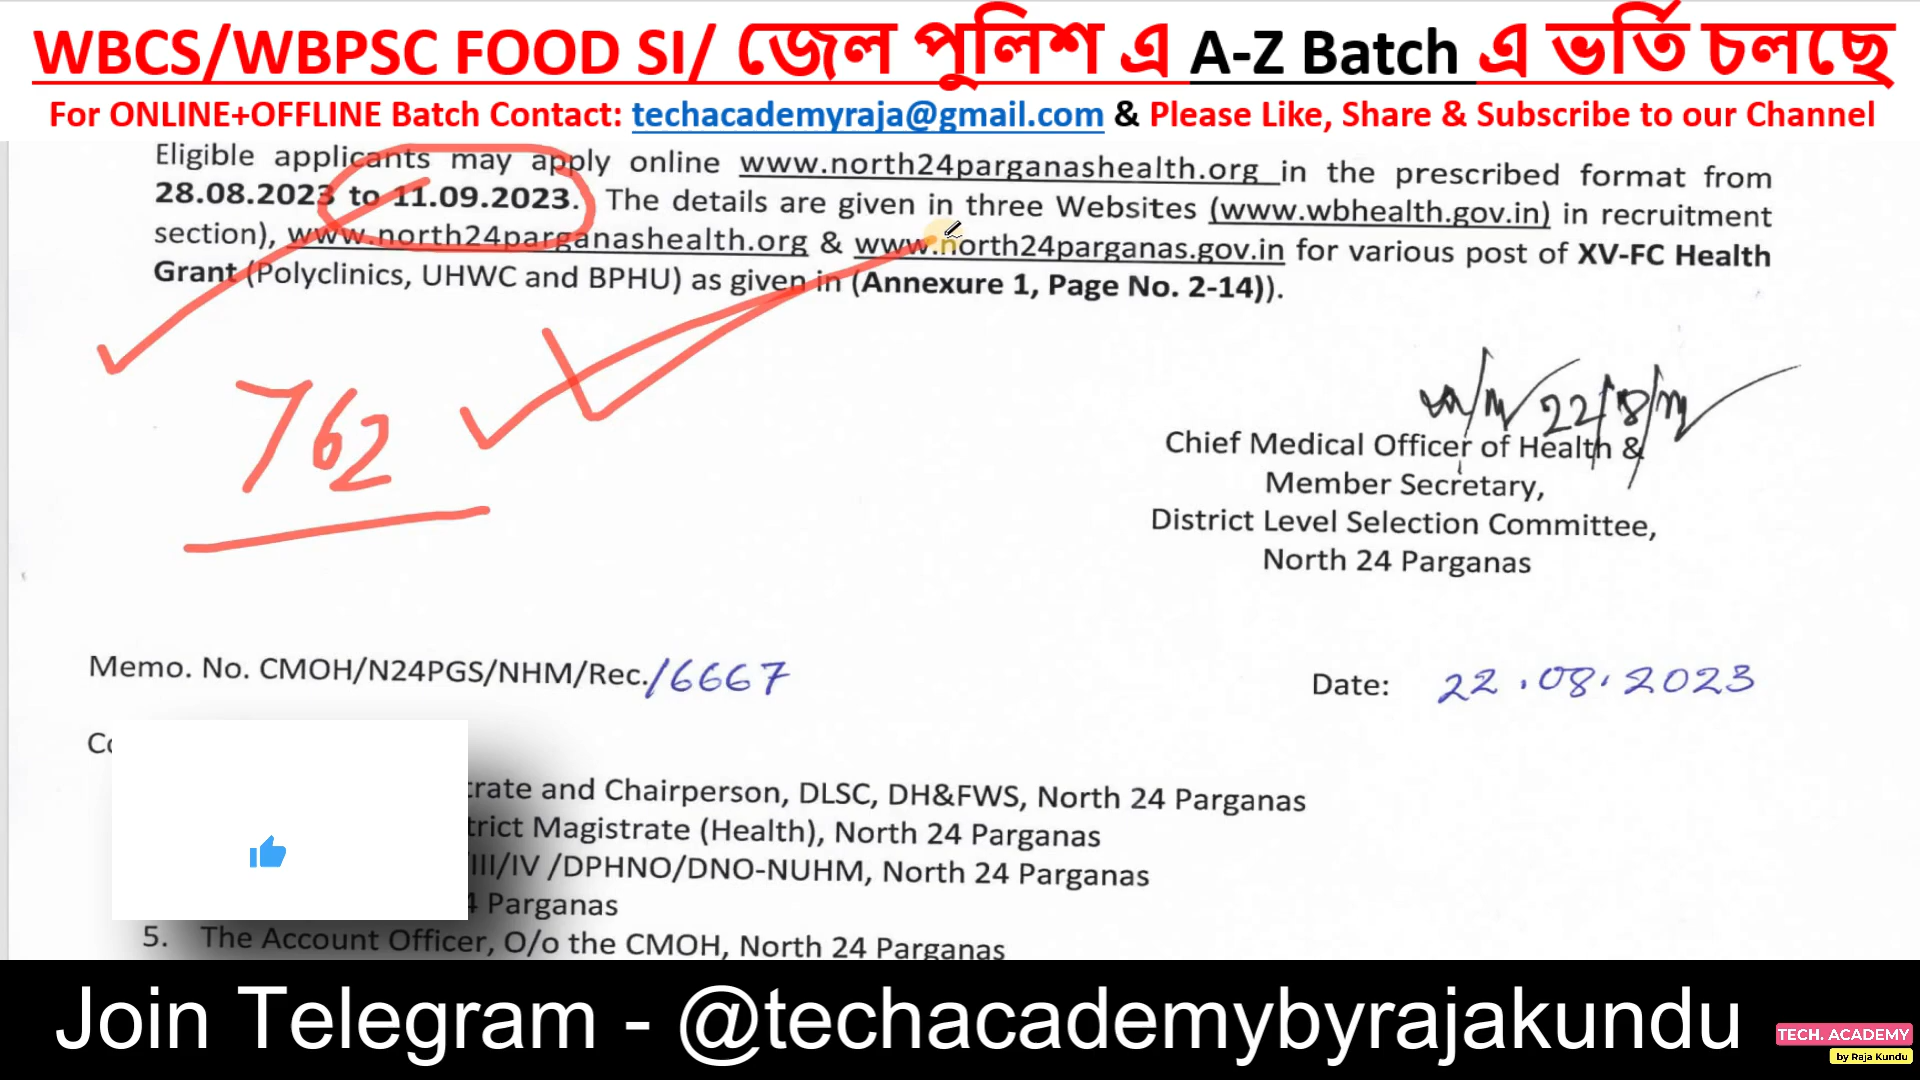 WBCS/WBPSC FOOD SI/ জেল পুলিশ এ A-Z Batch এ ভর্তি চলছে
For ONLINE+OFFLINE Batch Contact: techacademyraja@gmail.com & Please Like, Share & Subscribe to our Channel
Eligible applicants may apply online www.north24parganashealth.org in the prescribed format from
28.08.2023 to 11.09.2023. The details are given in three Websites (www.wbhealth.gov.in) in recruitment
section), www.north24parganashealth.org & www.north24parganas.gov.in for various post of XV-FC Health
Grant (Polyclinics, UHWC and BPHU) as given in (Annexure 1, Page No. 2-14)).
762
22/8/
Chief Medical Officer of Health &
Member Secretary,
District Level Selection Committee,
North 24 Parganas
Memo. No. CMOH/N24PGS/NHM/Rec./6667
Date: 22.08.2023
Co
trate and Chairperson, DLSC, DH&FWS, North 24 Parganas
trict Magistrate (Health), North 24 Parganas
III/IV /DPHNO/DNO-NUHM, North 24 Parganas
4 Parganas
5. The Account Officer, O/o the CMOH, North 24 Parganas
Join Telegram - @techacademybyrajakundu
TECH. ACADEMY
by Raja Kundu